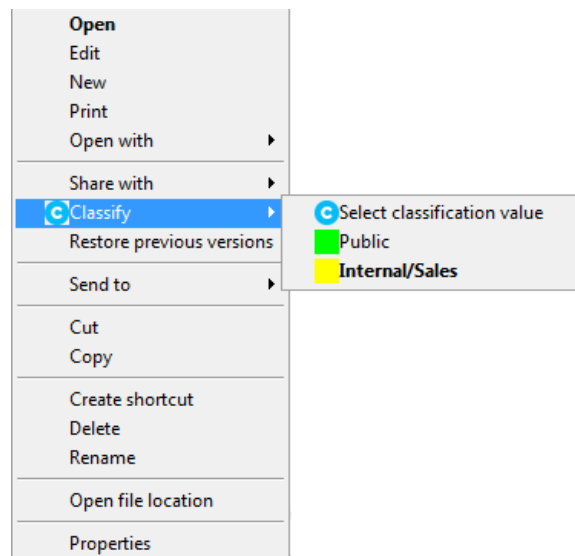 Open
Edit
New
Print
Open with
Share with
C Classify
Restore previous versions
Send to
Cut
Copy
Create shortcut
Delete
Rename
Open file location
Properties
C Select classification value
Public
Internal/Sales